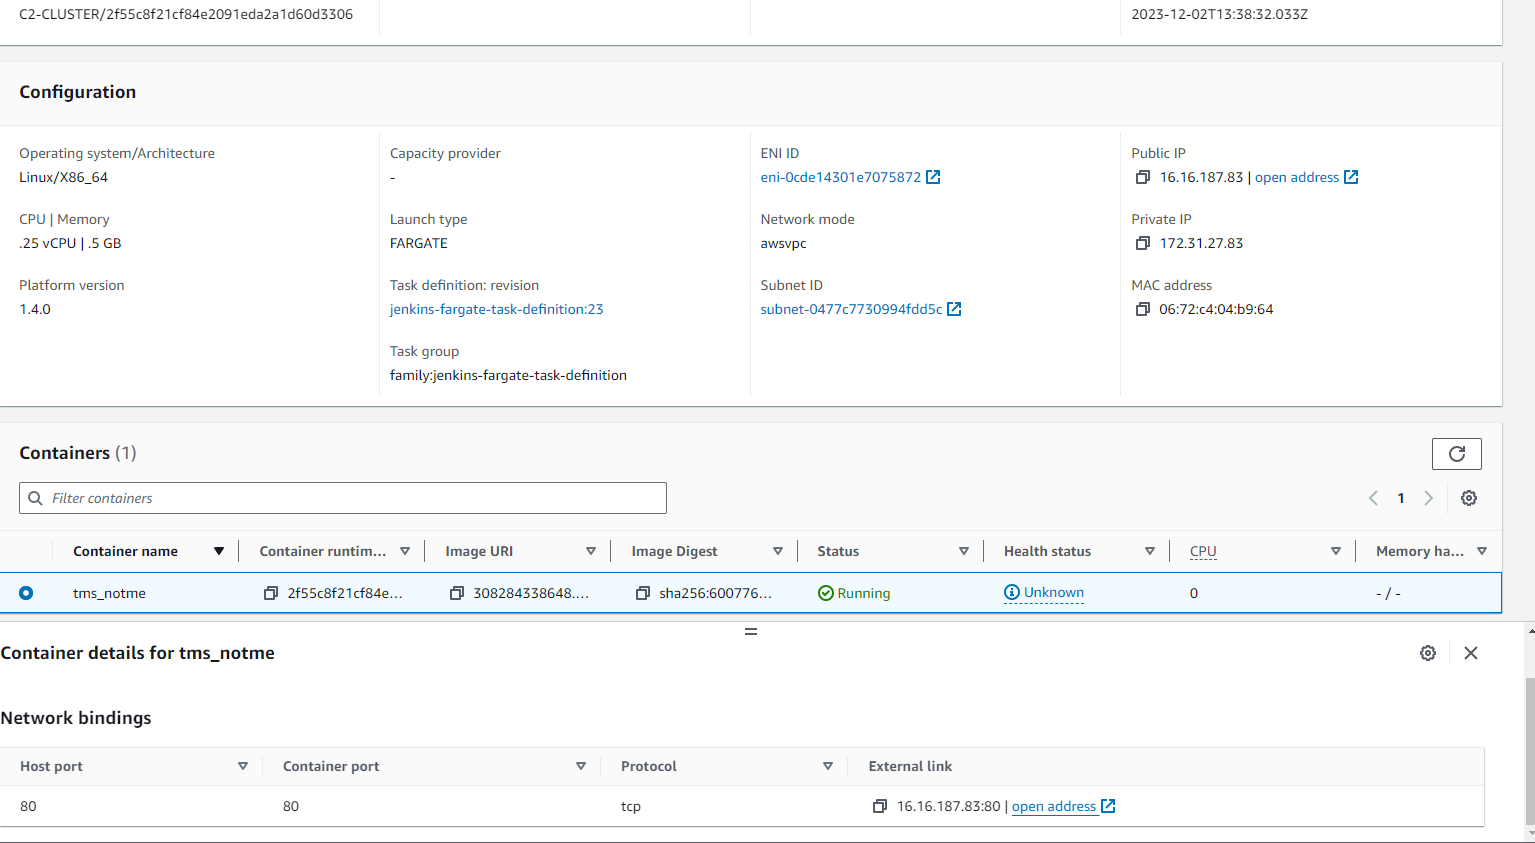 C2-CLUSTER/2f55c8f21cf84e2091eda2a1d60d3306
2023-12-02T13:38:32.033Z
Configuration
Operating system/Architecture
Linux/X86_64
CPU | Memory
.25 vCPU | .5 GB
Platform version
1.4.0
Capacity provider
-
Launch type
FARGATE
Task definition: revision
jenkins-fargate-task-definition:23
Task group
family:jenkins-fargate-task-definition
ENI ID
eni-0cde14301e7075872
Network mode
awsvpc
Subnet ID
subnet-0477c7730994fdd5c
Public IP
16.16.187.83 | open address
Private IP
172.31.27.83
MAC address
06:72:c4:04:b9:64
Containers (1)
Filter containers
1
Container name Container runtim... Image URI Image Digest Status Health status CPU Memory ha...
tms_notme 2f55c8f21cf84e... 308284338648.... sha256:600776... Running Unknown 0 - / -
Container details for tms_notme
Network bindings
Host port Container port Protocol External link
80 80 tcp 16.16.187.83:80 | open address